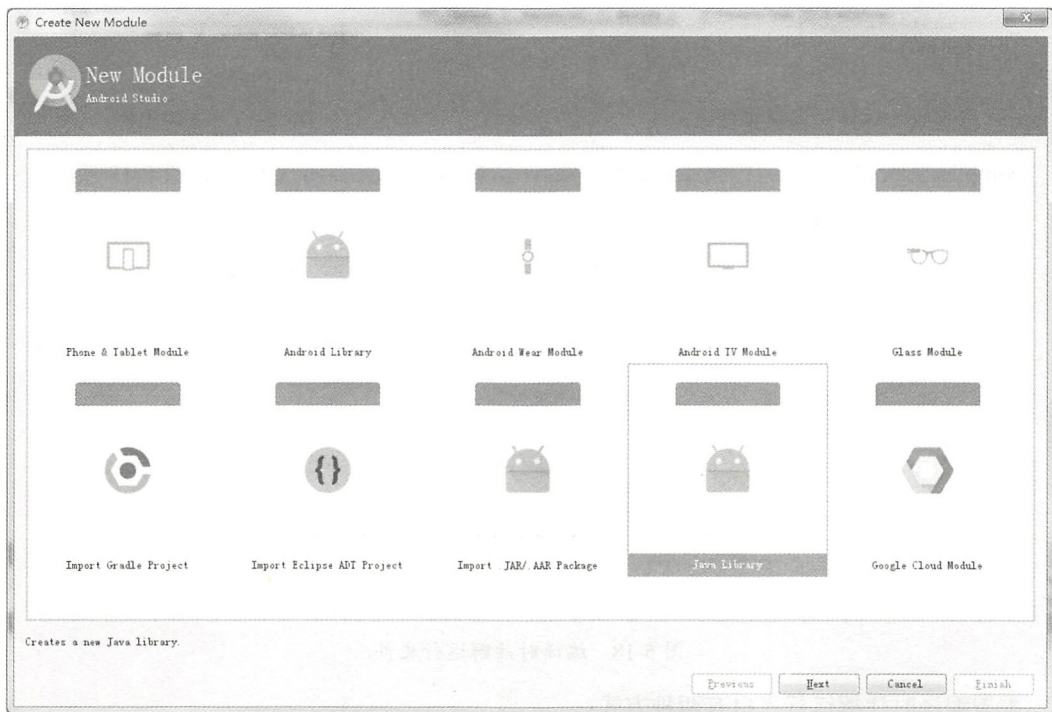 Create New Module
New Module
Android Studio
Phone & Tablet Module
Android Library
Android Wear Module
Android TV Module
Glass Module
Import Gradle Project
Import Eclipse ADT Project
Import .JAR/.AAR Package
Java Library
Google Cloud Module
Creates a new Java library.
Previous
Next
Cancel
Finish